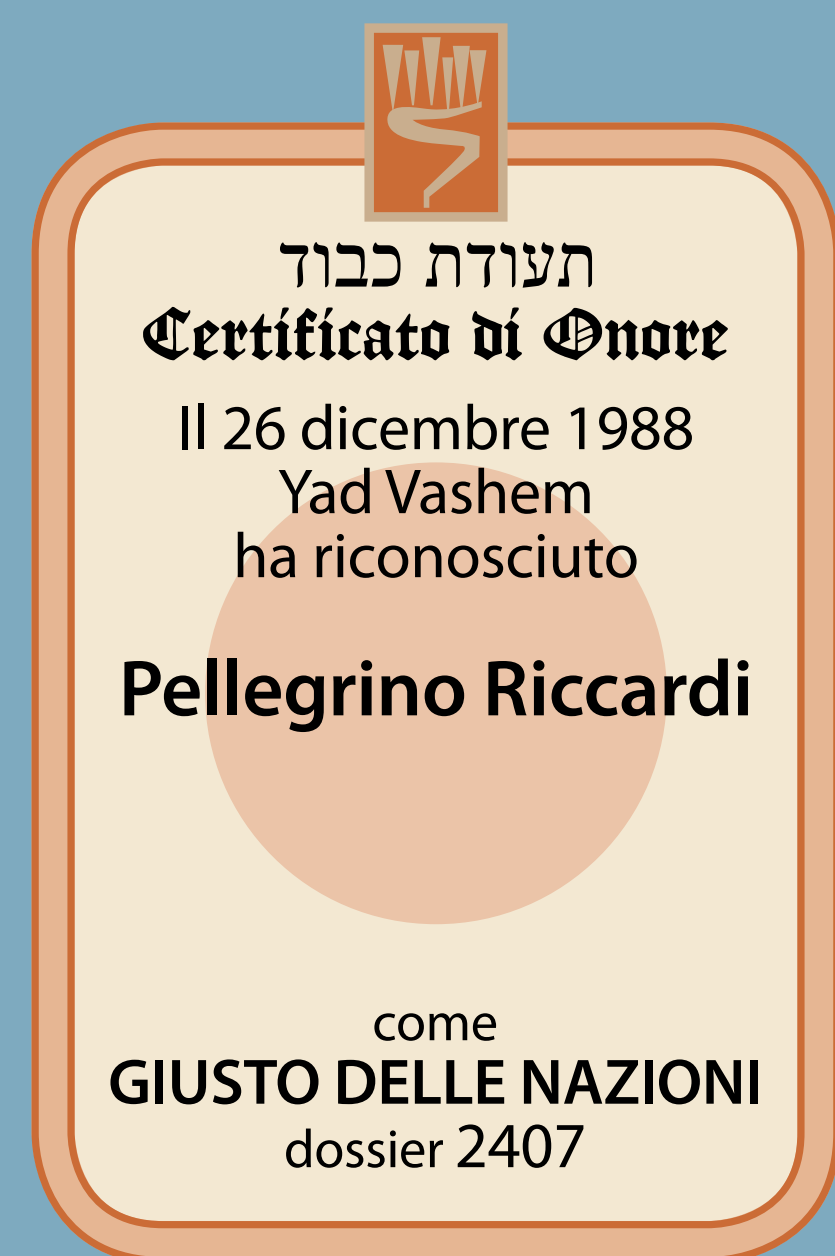 תעודת כבוד
Certificato di Onore
Il 26 dicembre 1988
Yad Vashem
ha riconosciuto
Pellegrino Riccardi
come
GIUSTO DELLE NAZIONI
dossier 2407